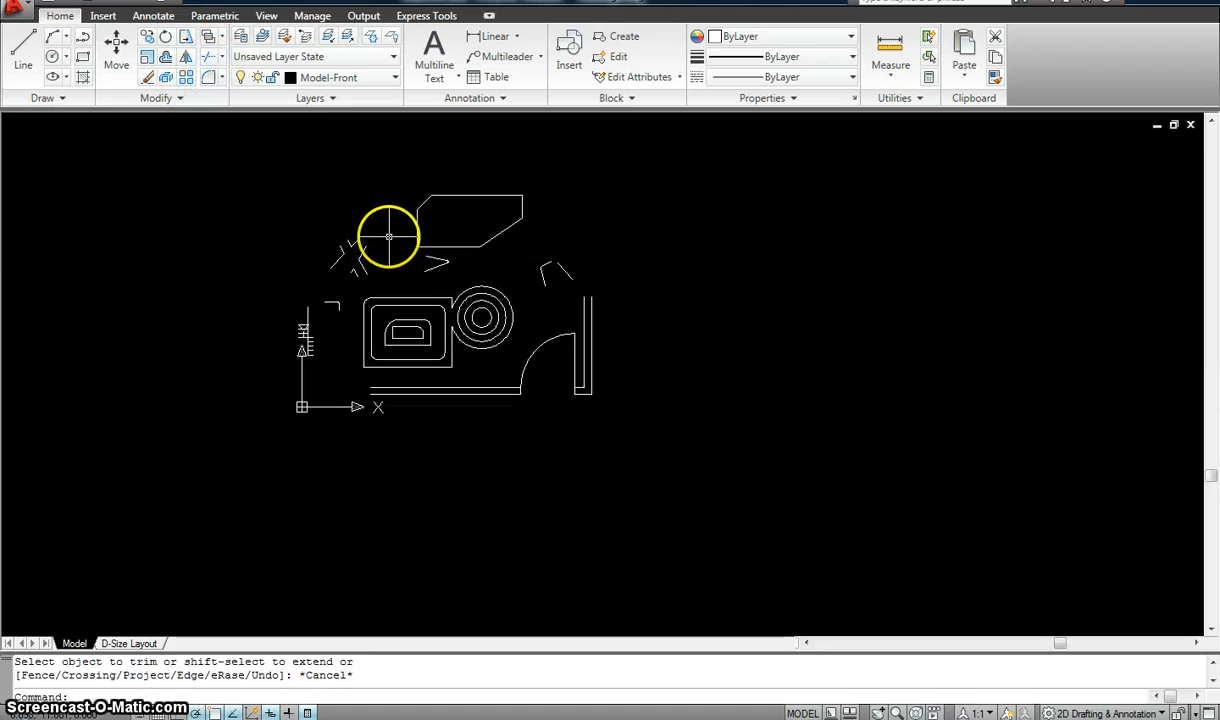 Home Insert Annotate Parametric View Manage Output Express Tools
Line
Move
Unsaved Layer State
Model-Front
Multiline
Text
Linear
Multileader
Table
Insert
Create
Edit
Edit Attributes
ByLayer
ByLayer
ByLayer
Measure
Paste
Draw Modify Layers Annotation Block Properties Utilities Clipboard
X
Model D-Size Layout
Select object to trim or shift-select to extend or
[Fence/Crossing/Project/Edge/eRase/Undo]: *Cancel*
Command:
Screencast-O-Matic.com
MODEL
1:1
2D Drafting & Annotation